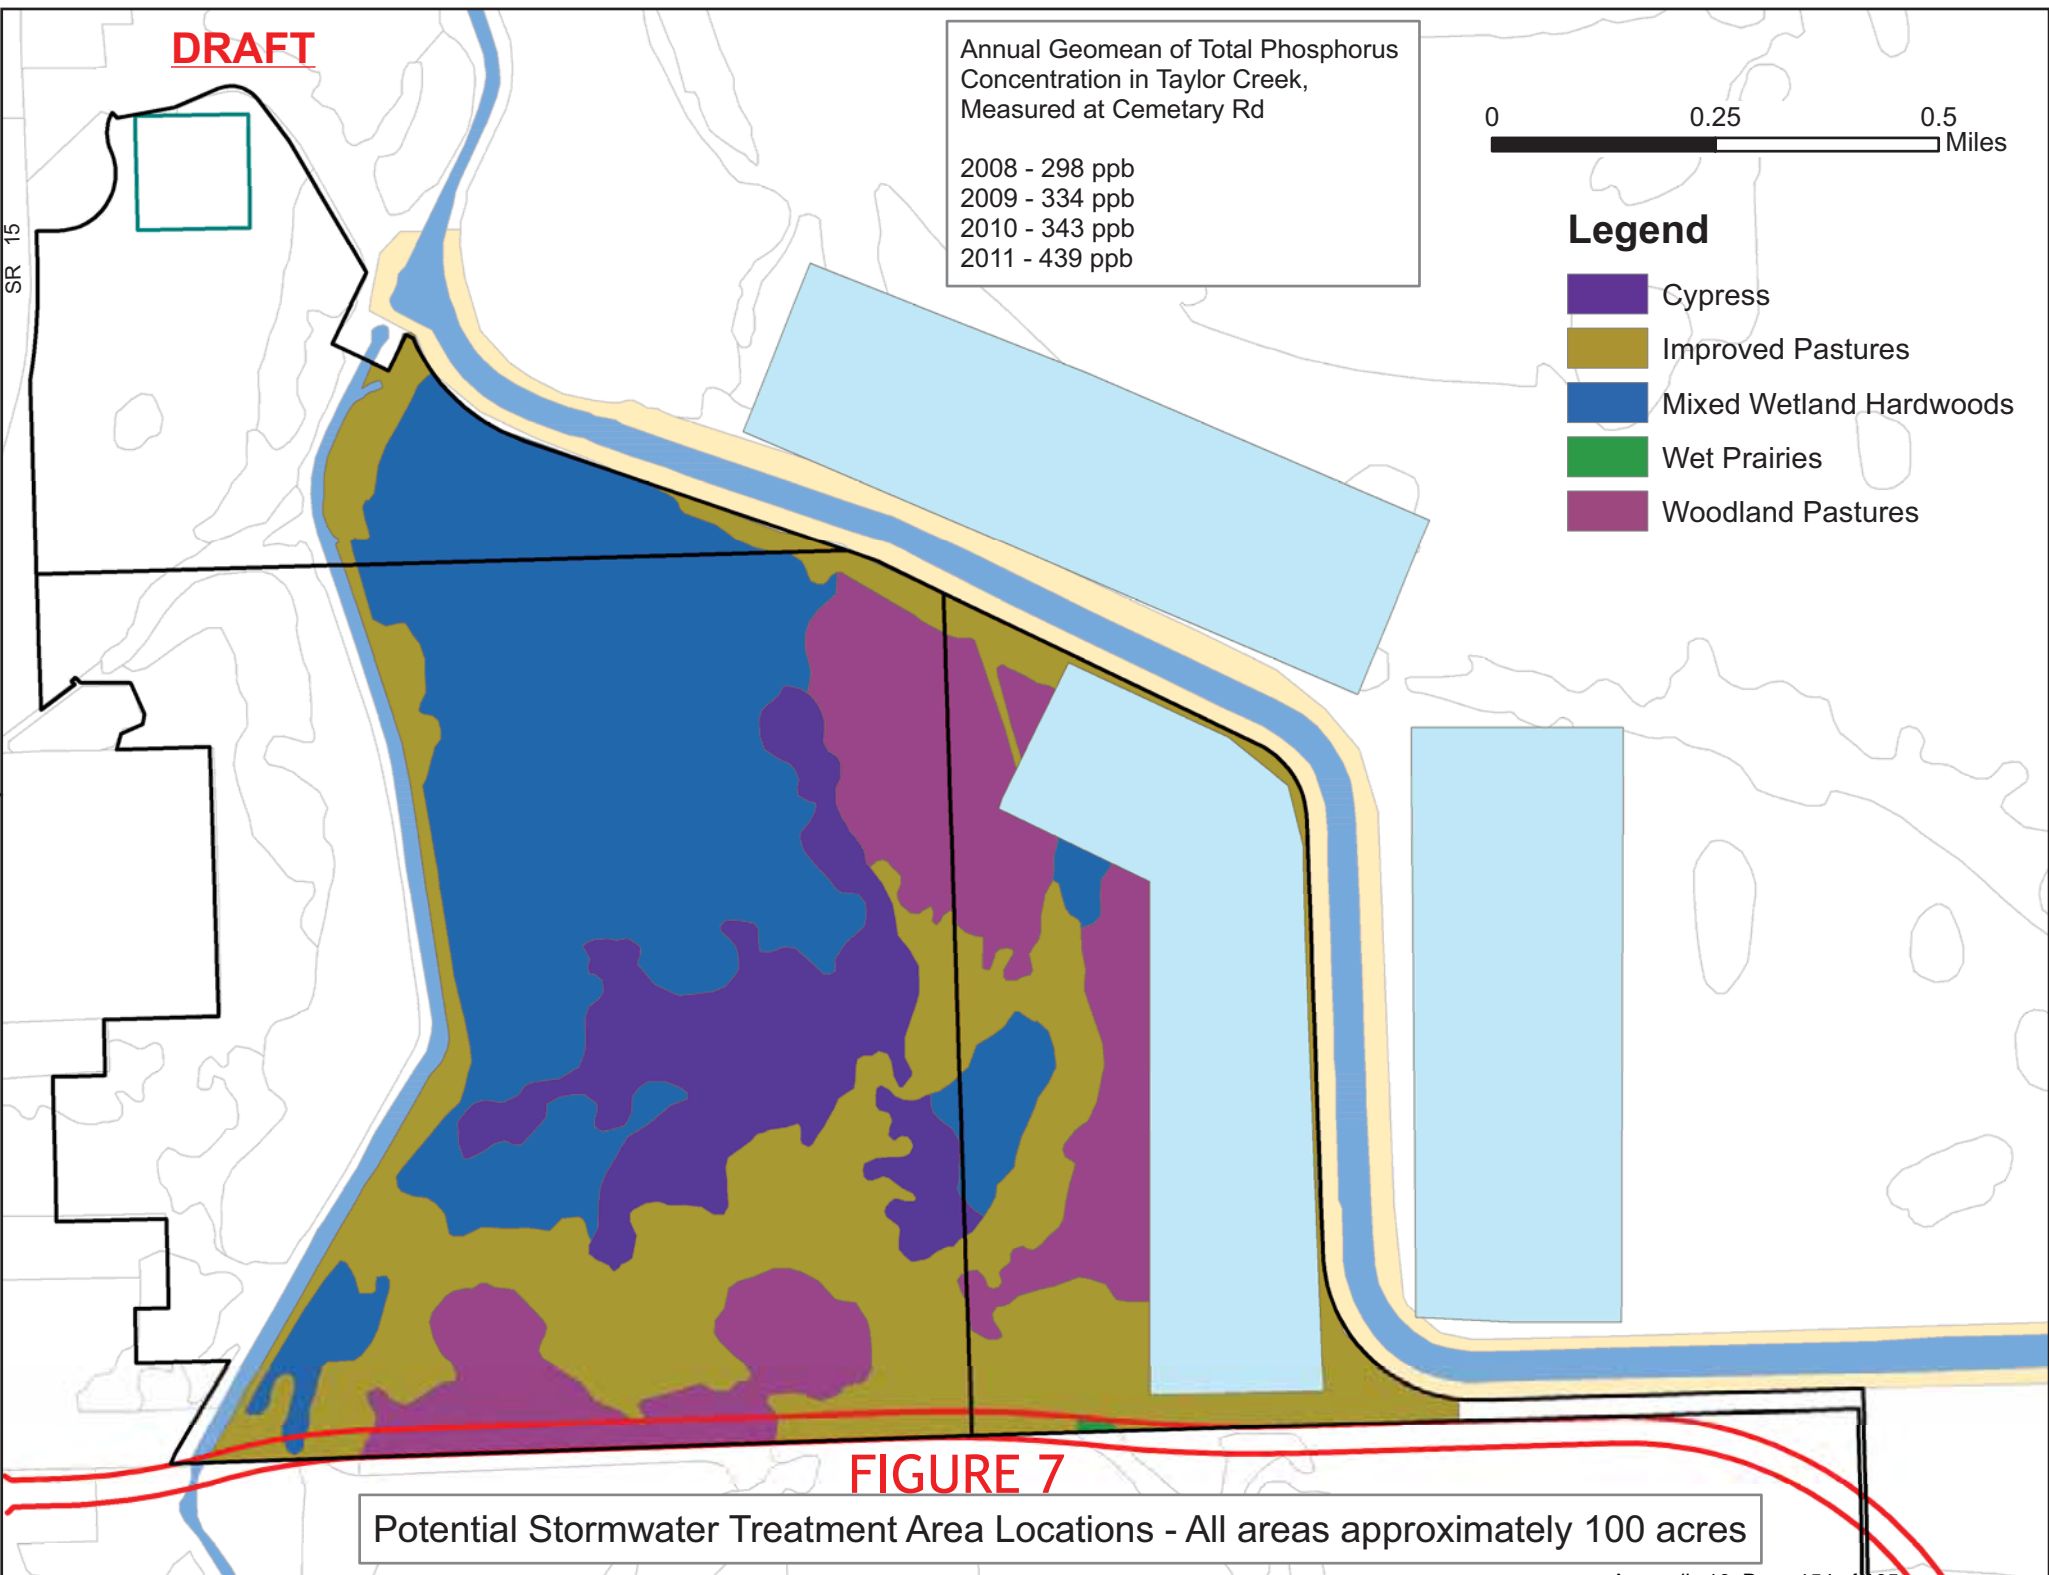 DRAFT
Annual Geomean of Total Phosphorus
Concentration in Taylor Creek,
Measured at Cemetary Rd
2008 - 298 ppb
2009 - 334 ppb
2010 - 343 ppb
2011 - 439 ppb
0 0.25 0.5
Miles
SR 15
Legend
Cypress
Improved Pastures
Mixed Wetland Hardwoods
Wet Prairies
Woodland Pastures
FIGURE 7
Potential Stormwater Treatment Area Locations - All areas approximately 100 acres